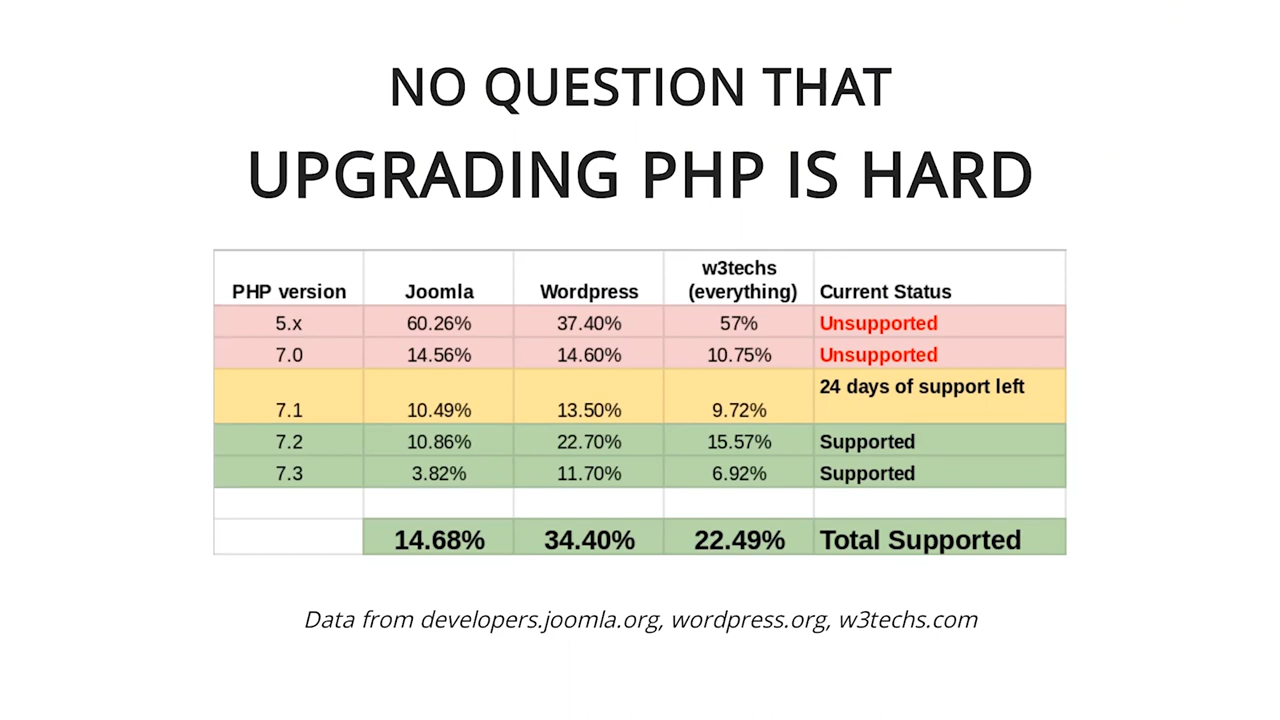 NO QUESTION THAT
UPGRADING PHP IS HARD
PHP version Joomla Wordpress w3techs (everything) Current Status
5.x 60.26% 37.40% 57% Unsupported
7.0 14.56% 14.60% 10.75% Unsupported
7.1 10.49% 13.50% 9.72% 24 days of support left
7.2 10.86% 22.70% 15.57% Supported
7.3 3.82% 11.70% 6.92% Supported
14.68% 34.40% 22.49% Total Supported
Data from developers.joomla.org, wordpress.org, w3techs.com